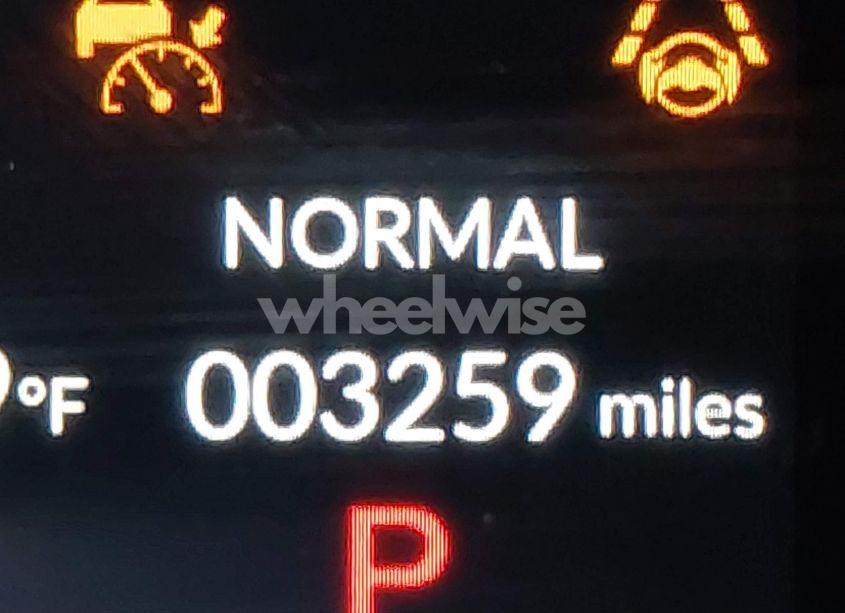 NORMAL
wheelwise
°F 003259 miles
P